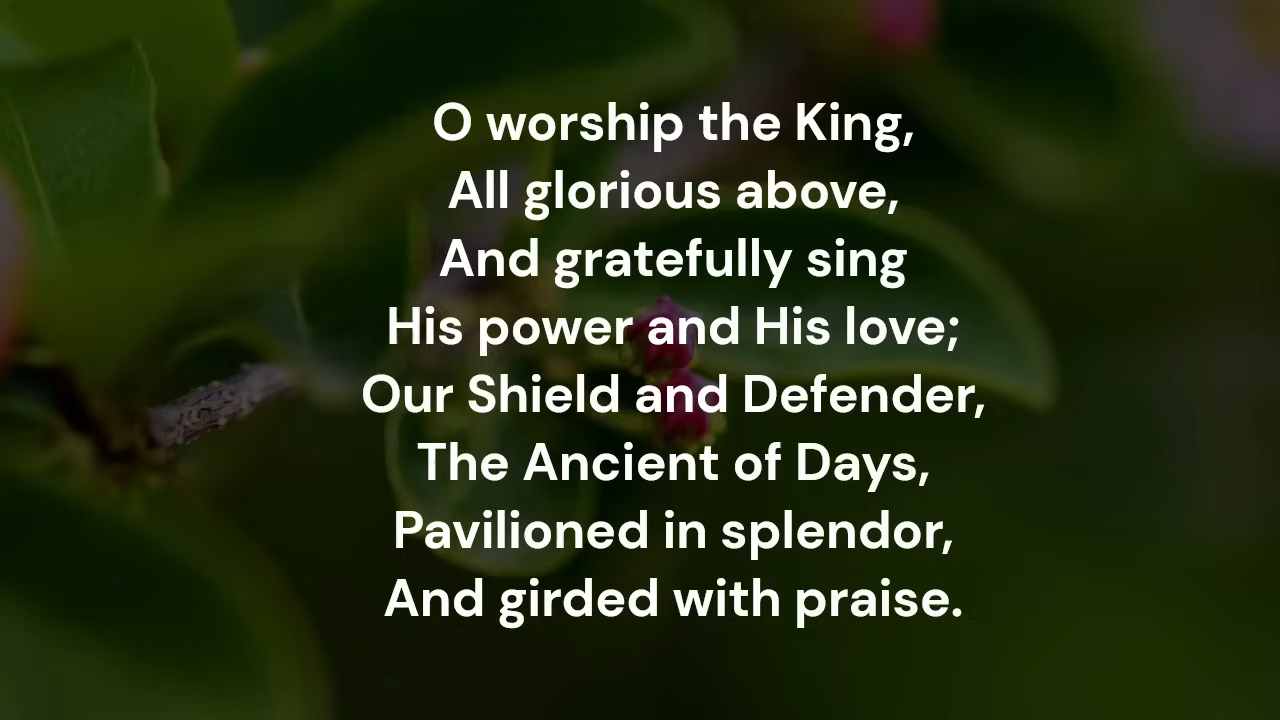 O worship the King,
All glorious above,
And gratefully sing
His power and His love;
Our Shield and Defender,
The Ancient of Days,
Pavilioned in splendor,
And girded with praise.